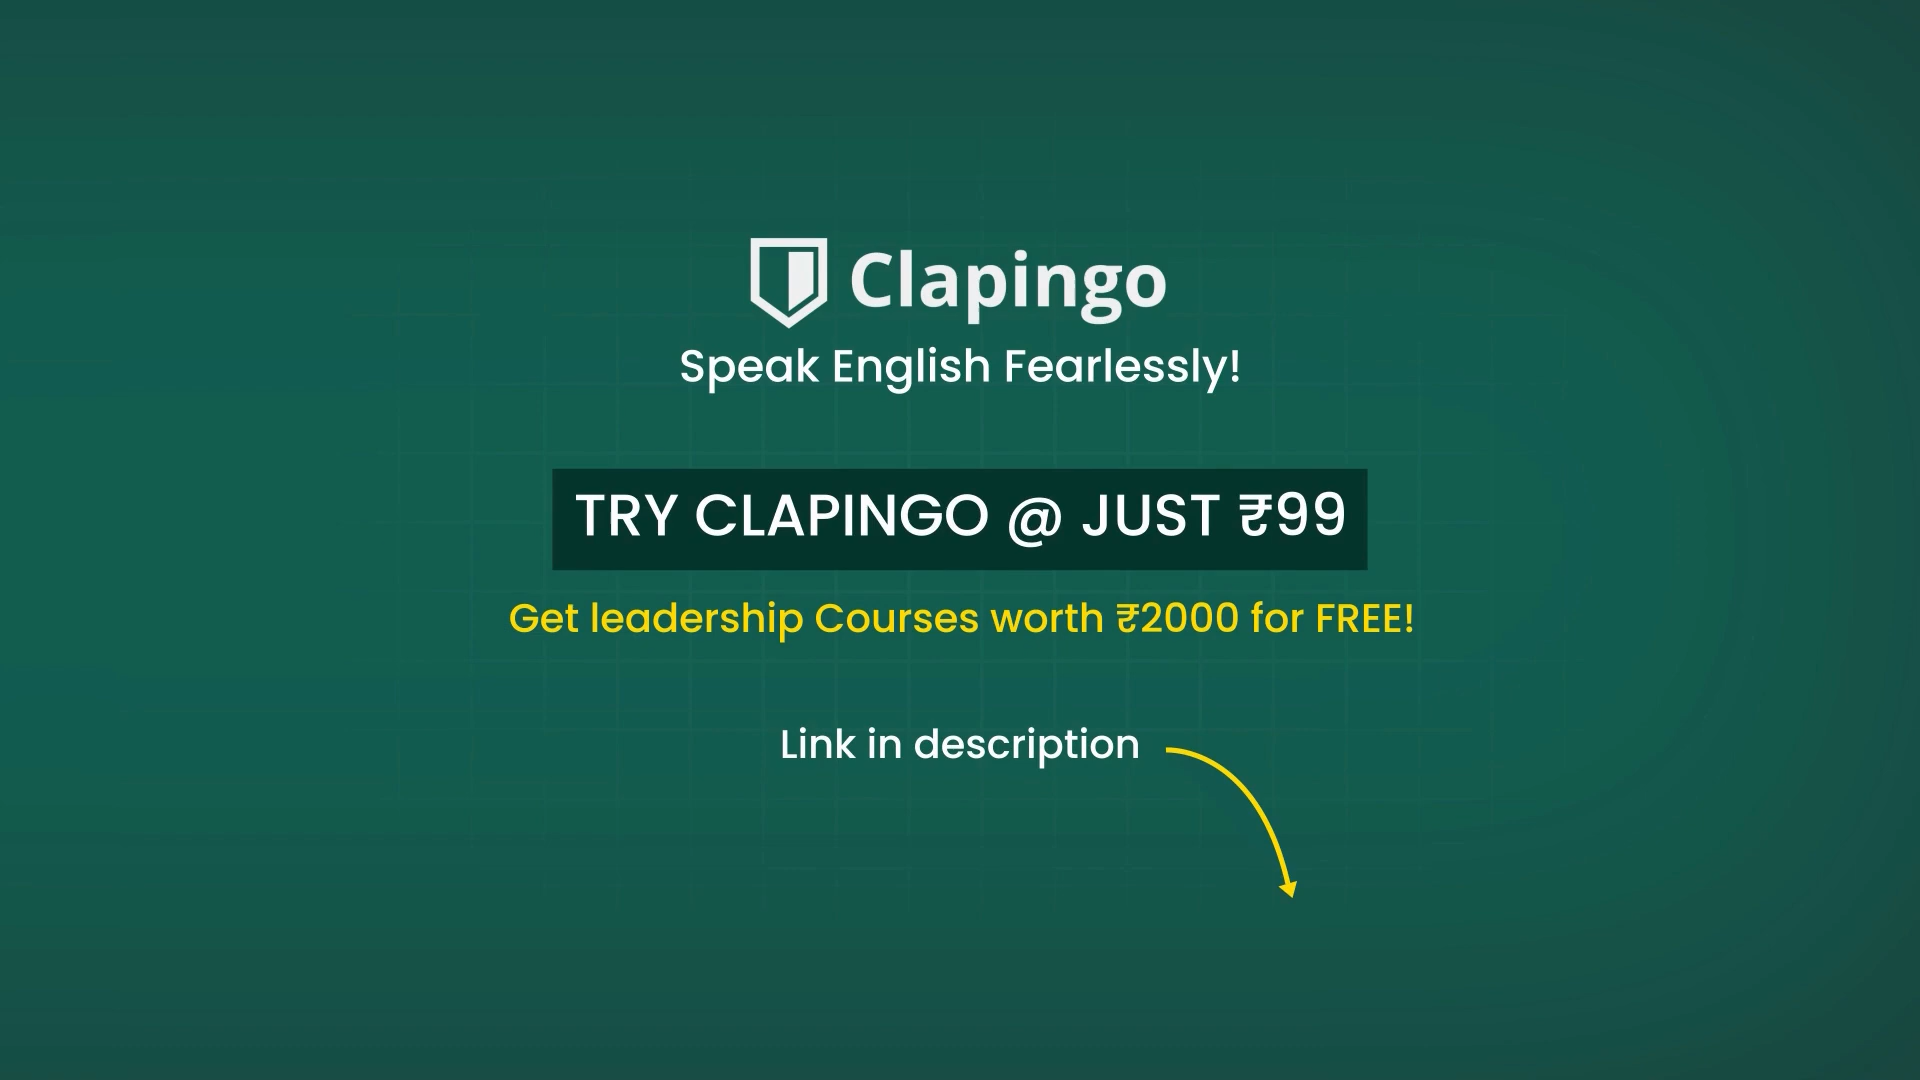 Clapingo
Speak English Fearlessly!
TRY CLAPINGO @ JUST ₹99
Get leadership Courses worth ₹2000 for FREE!
Link in description